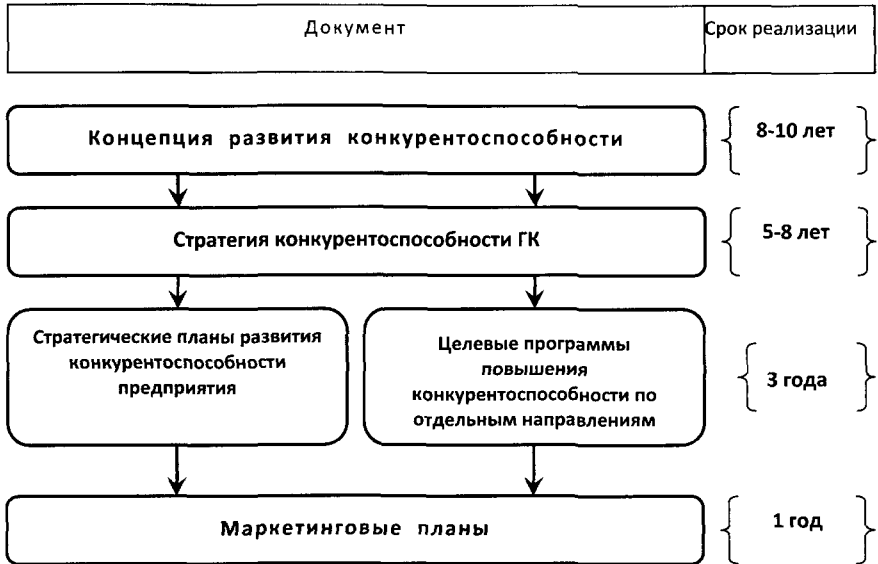 Документ
Срок реализации
Концепция развития конкурентоспособности
8-10 лет
Стратегия конкурентоспособности ГК
5-8 лет
Стратегические планы развития
конкурентоспособности
предприятия
Целевые программы
повышения
конкурентоспособности по
отдельным направлениям
3 года
Маркетинговые планы
1 год